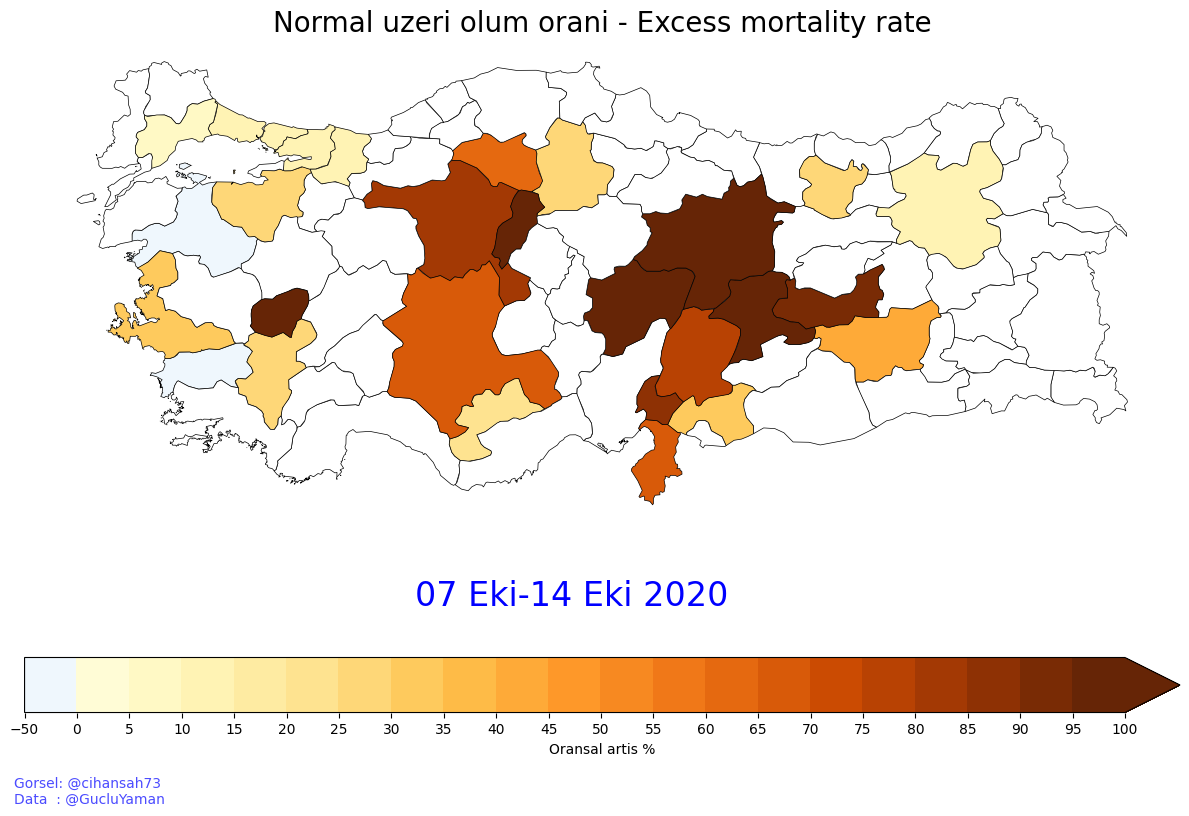 Normal uzeri olum orani - Excess mortality rate
07 Eki-14 Eki 2020
−50 0 5 10 15 20 25 30 35 40 45 50 55 60 65 70 75 80 85 90 95 100
Oransal artis %
Gorsel: @cihansah73
Data : @GucluYaman